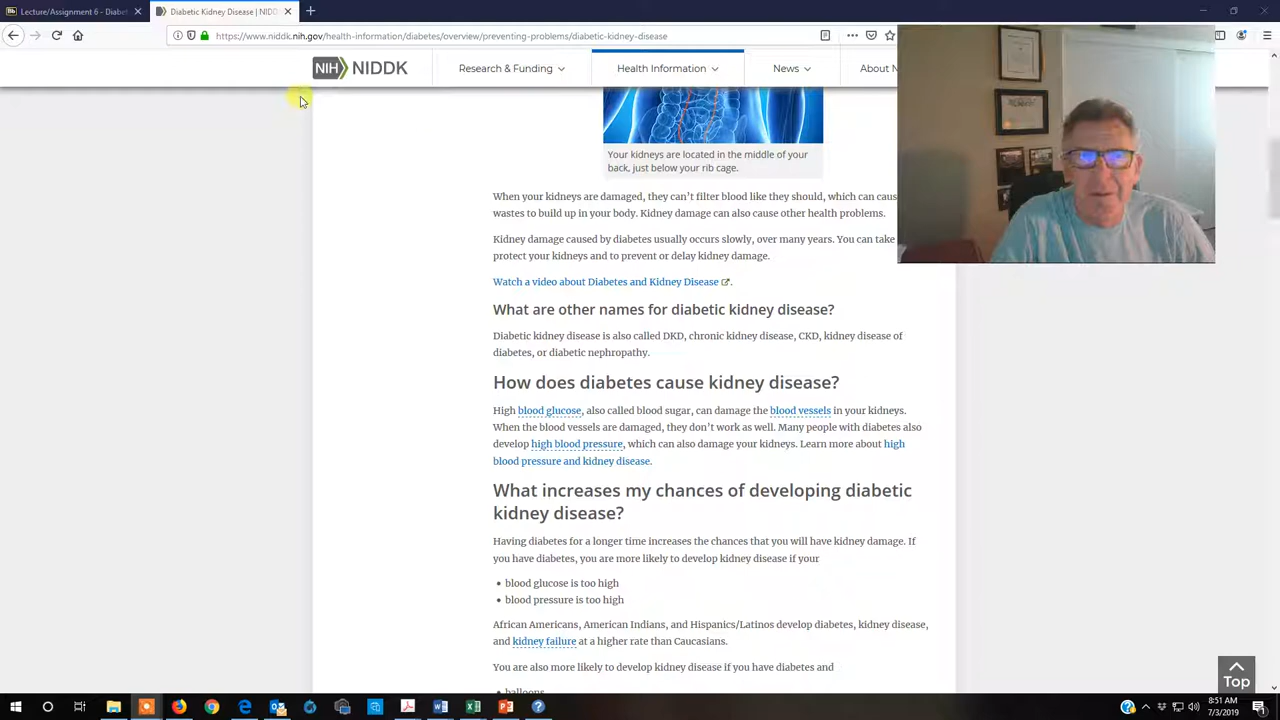 Lecture/Assignment 6 - Diabet
Diabetic Kidney Disease | NIDD
https://www.niddk.nih.gov/health-information/diabetes/overview/preventing-problems/diabetic-kidney-disease
NIH NIDDK
Research & Funding
Health Information
News
About N
Your kidneys are located in the middle of your
back, just below your rib cage.
When your kidneys are damaged, they can’t filter blood like they should, which can caus
wastes to build up in your body. Kidney damage can also cause other health problems.
Kidney damage caused by diabetes usually occurs slowly, over many years. You can take
protect your kidneys and to prevent or delay kidney damage.
Watch a video about Diabetes and Kidney Disease .
What are other names for diabetic kidney disease?
Diabetic kidney disease is also called DKD, chronic kidney disease, CKD, kidney disease of
diabetes, or diabetic nephropathy.
How does diabetes cause kidney disease?
High blood glucose, also called blood sugar, can damage the blood vessels in your kidneys.
When the blood vessels are damaged, they don’t work as well. Many people with diabetes also
develop high blood pressure, which can also damage your kidneys. Learn more about high
blood pressure and kidney disease.
What increases my chances of developing diabetic
kidney disease?
Having diabetes for a longer time increases the chances that you will have kidney damage. If
you have diabetes, you are more likely to develop kidney disease if your
• blood glucose is too high
• blood pressure is too high
African Americans, American Indians, and Hispanics/Latinos develop diabetes, kidney disease,
and kidney failure at a higher rate than Caucasians.
You are also more likely to develop kidney disease if you have diabetes and
Top
8:51 AM
7/3/2019